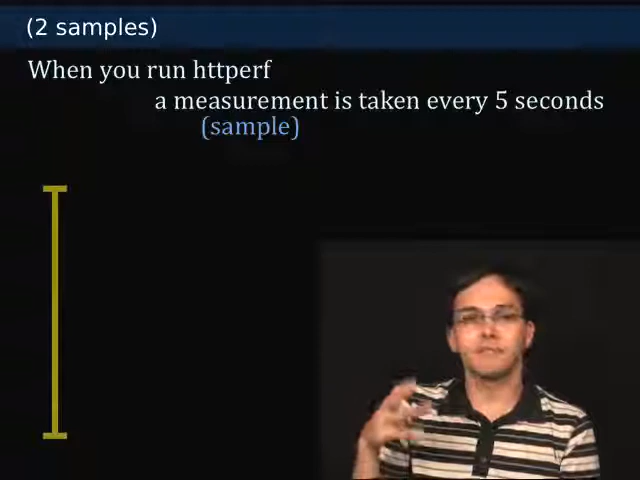 (2 samples)
When you run httperf
a measurement is taken every 5 seconds
(sample)